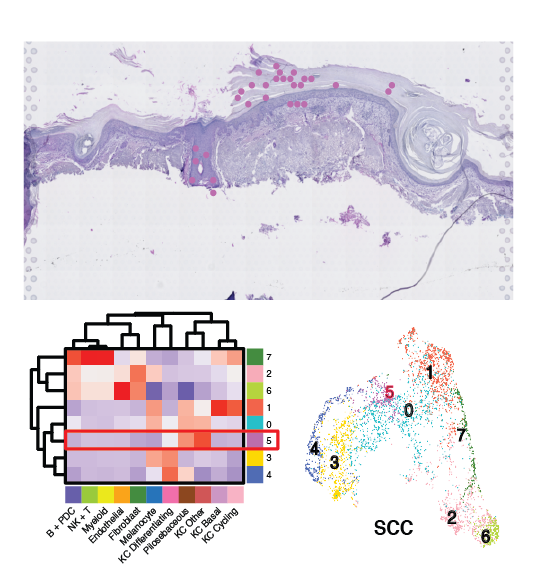 7
2
6
1
0
5
3
4
B + PDC
NK + T
Myeloid
Endothelial
Fibroblast
Melanocyte
KC Differentiating
Pilosebaceous
KC Other
KC Basal
KC Cycling
1
5
0
7
4
3
2
6
SCC